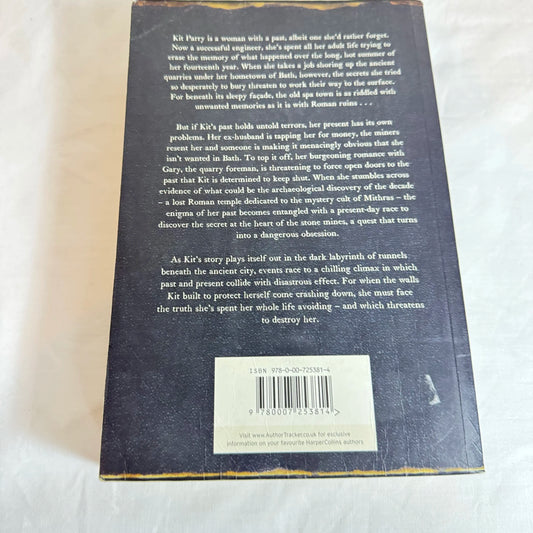 Kit Parry is a woman with a past, albeit one she'd rather forget.
Now a successful engineer, she's spent all her adult life trying to
erase the memory of what happened over the long, hot summer of
her fourteenth year. When she takes a job shoring up the ancient
quarries under her hometown of Bath, however, the secrets she tried
so desperately to bury threaten to work their way to the surface.
For beneath its sleepy façade, the old spa town is as riddled with
unwanted memories as it is with Roman ruins . . .
But if Kit's past holds untold terrors, her present has its own
problems. Her ex-husband is tapping her for money, the miners
resent her and someone is making it menacingly obvious that she
isn't wanted in Bath. To top it off, her burgeoning romance with
Gary, the quarry foreman, is threatening to force open doors to the
past that Kit is determined to keep shut. When she stumbles across
evidence of what could be the archaeological discovery of the decade
– a lost Roman temple dedicated to the mystery cult of Mithras – the
enigma of her past becomes entangled with a present-day race to
discover the secret at the heart of the stone mines, a quest that turns
into a dangerous obsession.
As Kit's story plays itself out in the dark labyrinth of tunnels
beneath the ancient city, events race to a chilling climax in which
past and present collide with disastrous effect. For when the walls
Kit built to protect herself come crashing down, she must face
the truth she's spent her whole life avoiding – and which threatens
to destroy her.
ISBN 978-0-00-725381-4
9 780007 253814 >
Visit www.AuthorTracker.co.uk for exclusive
information on your favourite HarperCollins authors